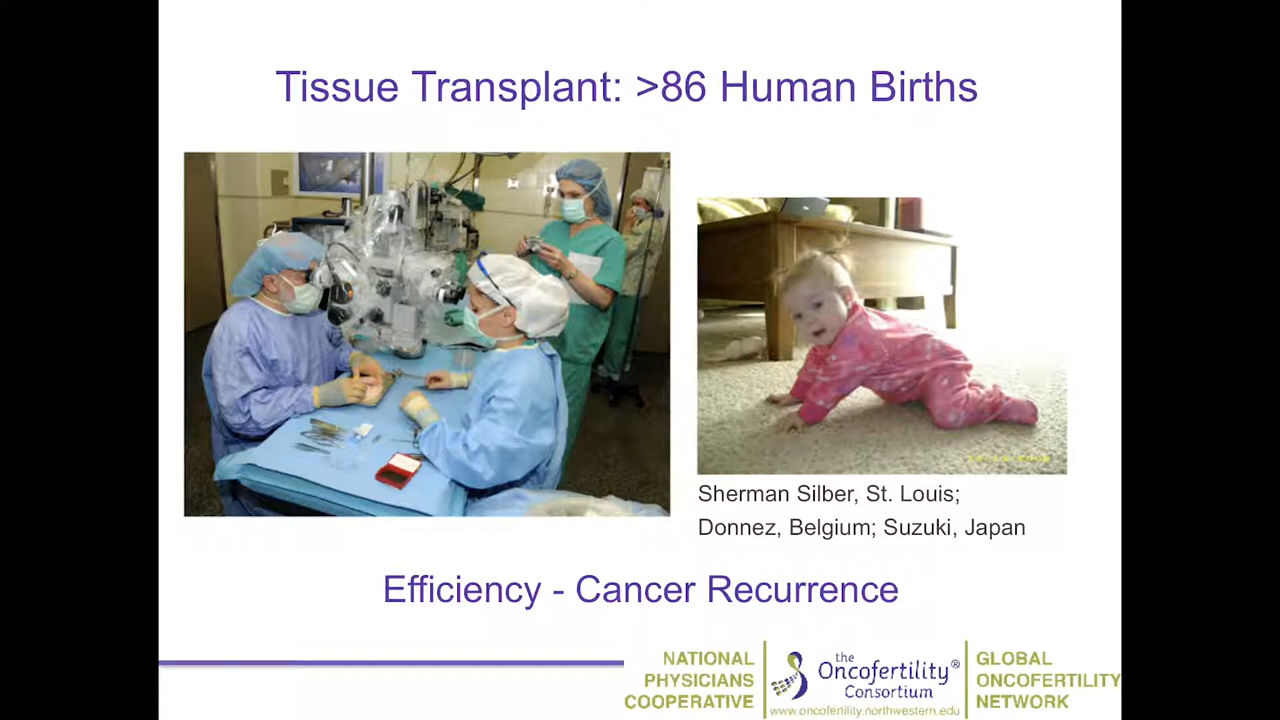 Tissue Transplant: >86 Human Births
Sherman Silber, St. Louis;
Donnez, Belgium; Suzuki, Japan
Efficiency - Cancer Recurrence
NATIONAL
PHYSICIANS
COOPERATIVE
the
Oncofertility®
Consortium
www.oncofertility.northwestern.edu
GLOBAL
ONCOFERTILITY
NETWORK